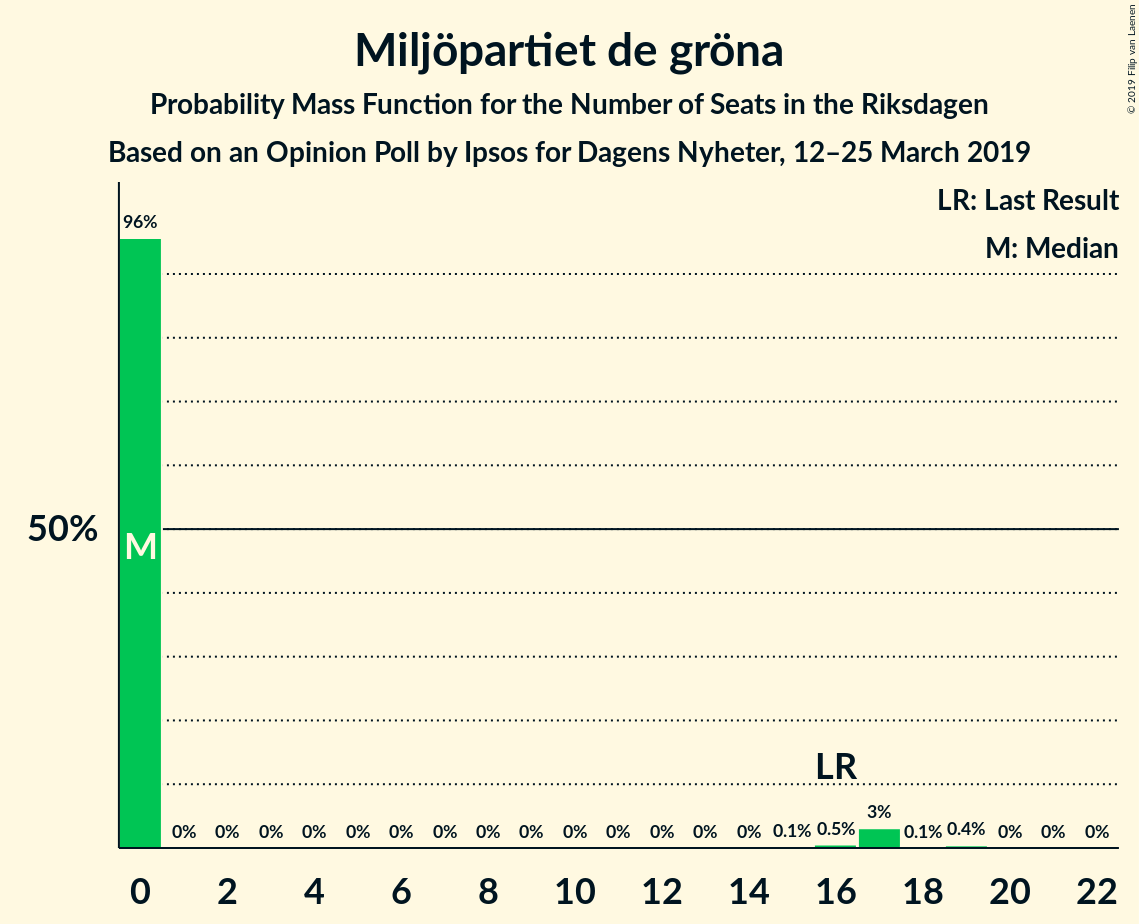 Miljöpartiet de gröna
Probability Mass Function for the Number of Seats in the Riksdagen
Based on an Opinion Poll by Ipsos for Dagens Nyheter, 12–25 March 2019
© 2019 Filip van Laenen
LR: Last Result
M: Median
96%
50%
M
LR
0% 0% 0% 0% 0% 0% 0% 0% 0% 0% 0% 0% 0% 0% 0.1% 0.5% 3% 0.1% 0.4% 0% 0% 0%
0 2 4 6 8 10 12 14 16 18 20 22